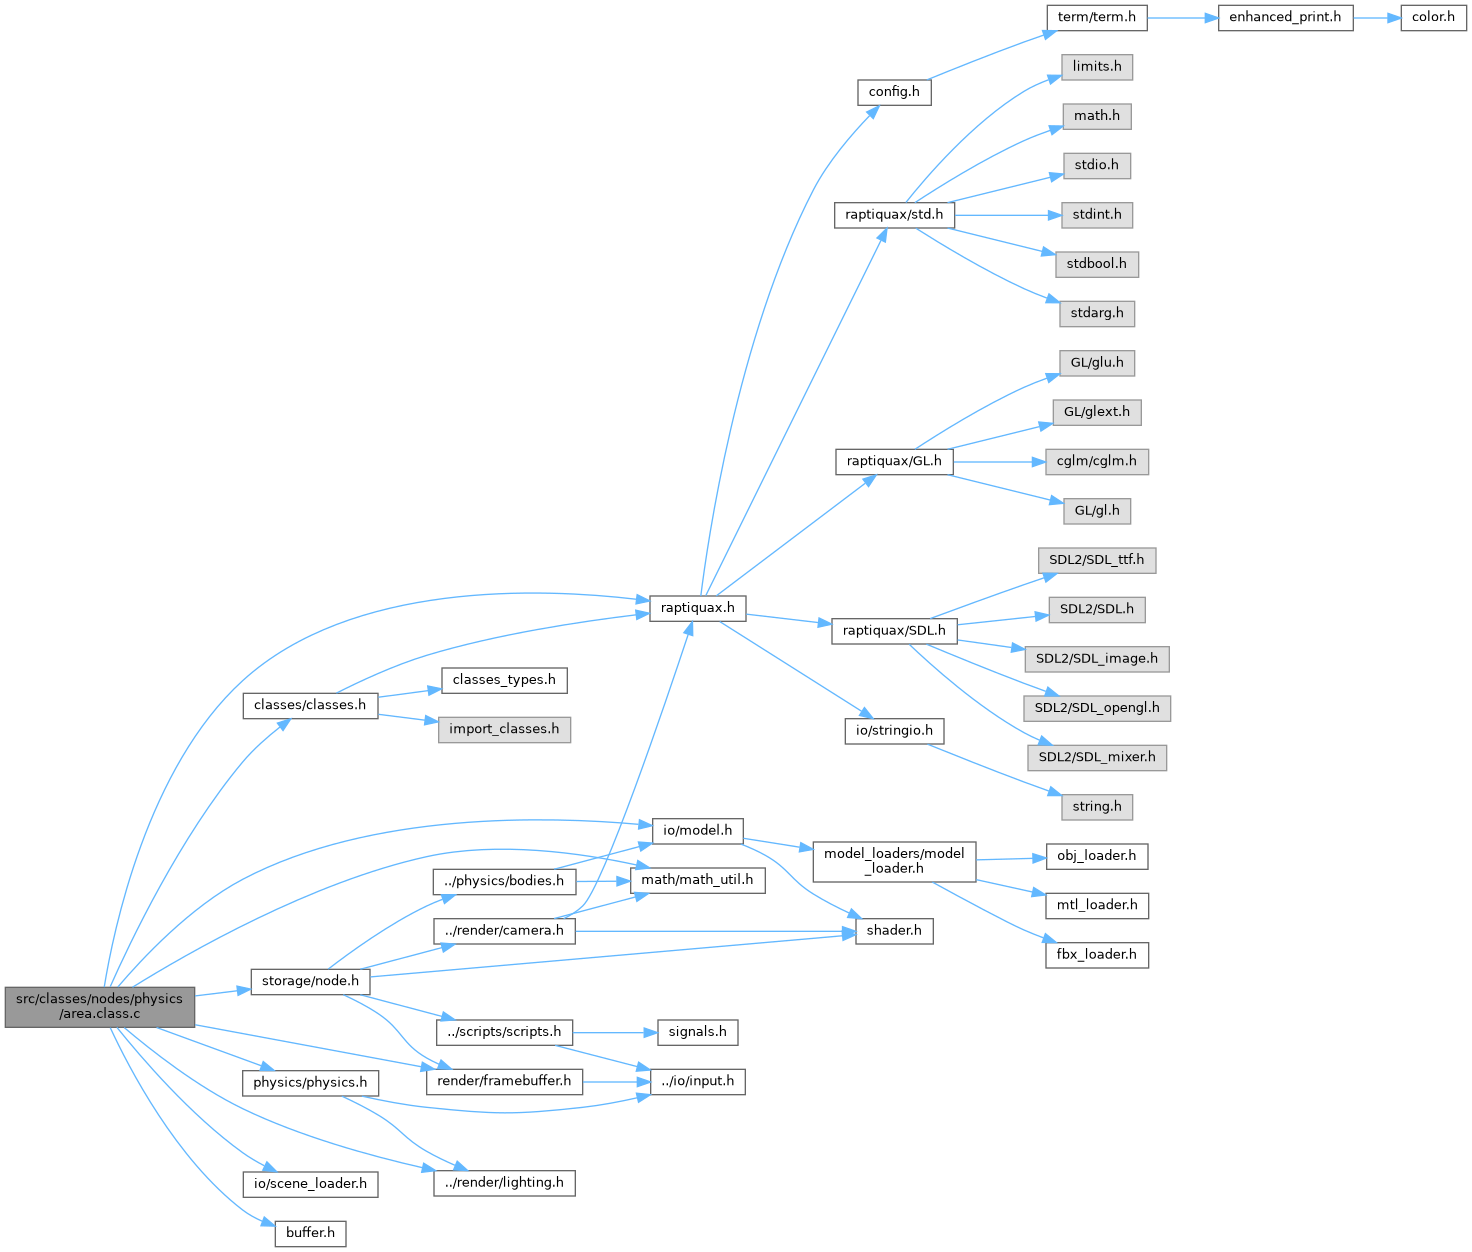 term/term.h
enhanced_print.h
color.h
limits.h
config.h
math.h
stdio.h
raptiquax/std.h
stdint.h
stdbool.h
stdarg.h
GL/glu.h
GL/glext.h
raptiquax/GL.h
cglm/cglm.h
GL/gl.h
SDL2/SDL_ttf.h
raptiquax.h
SDL2/SDL.h
raptiquax/SDL.h
SDL2/SDL_image.h
classes_types.h
classes/classes.h
SDL2/SDL_opengl.h
import_classes.h
io/stringio.h
SDL2/SDL_mixer.h
string.h
io/model.h
model_loaders/model
_loader.h
obj_loader.h
../physics/bodies.h
math/math_util.h
mtl_loader.h
../render/camera.h
shader.h
fbx_loader.h
storage/node.h
src/classes/nodes/physics
/area.class.c
../scripts/scripts.h
signals.h
physics/physics.h
render/framebuffer.h
../io/input.h
io/scene_loader.h
../render/lighting.h
buffer.h